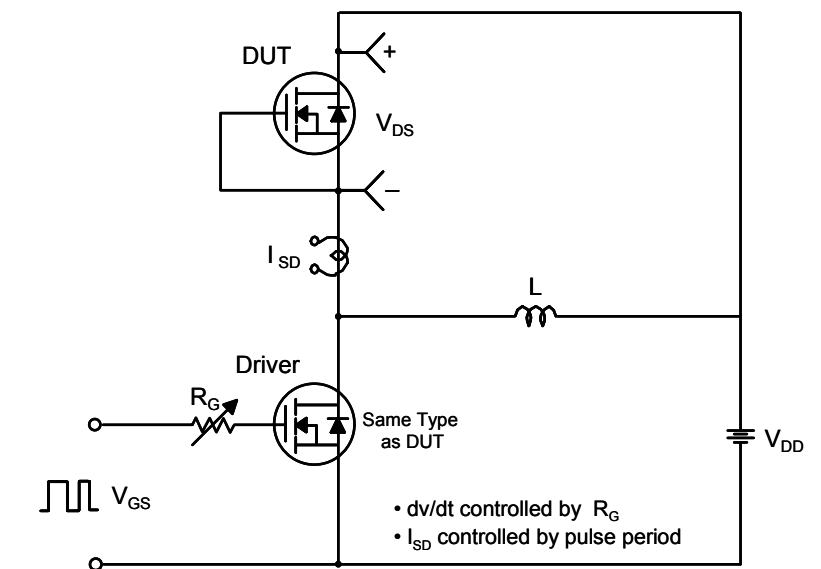 DUT
+
V_DS
–
I_SD
L
Driver
R_G
Same Type
as DUT
V_DD
V_GS
• dv/dt controlled by R_G
• I_SD controlled by pulse period